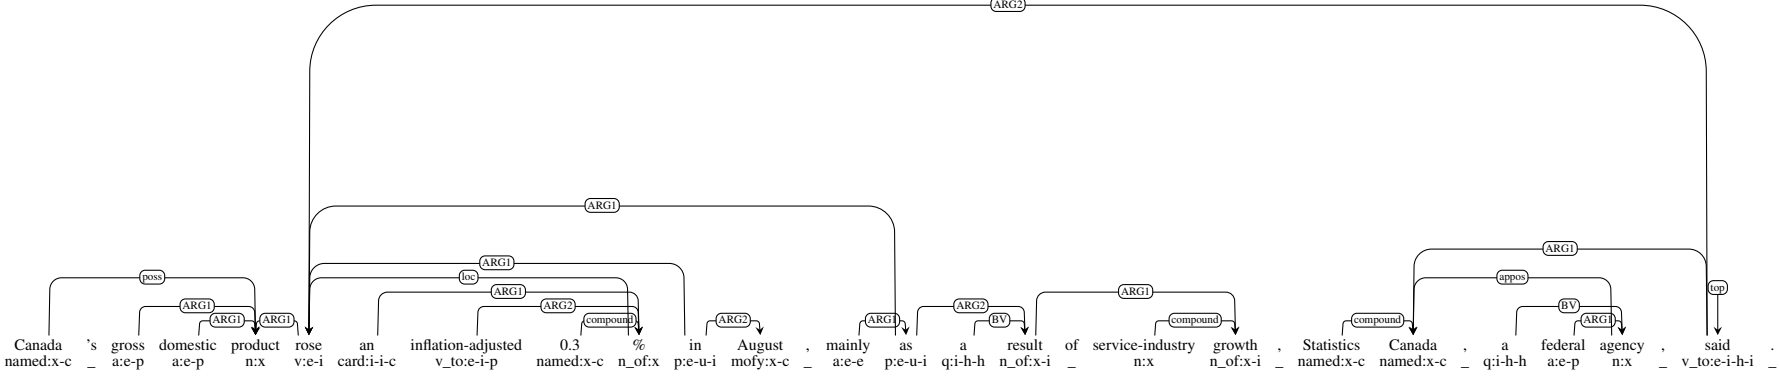 ARG2
ARG1
ARG1
poss
loc
ARG1
ARG1
appos
top
ARG1
ARG2
ARG2
ARG1
BV
ARG1
ARG1
compound
ARG2
ARG1
BV
compound
compound
ARG1
Canada 's gross domestic product rose an inflation-adjusted 0.3 % in August , mainly as a result of service-industry growth , Statistics Canada , a federal agency , said .
named:x-c _ a:e-p a:e-p n:x v:e-i card:i-i-c v_to:e-i-p named:x-c n_of:x p:e-u-i mofy:x-c _ a:e-e p:e-u-i q:i-h-h n_of:x-i _ n:x n_of:x-i _ named:x-c named:x-c _ q:i-h-h a:e-p n:x _ v_to:e-i-h-i _